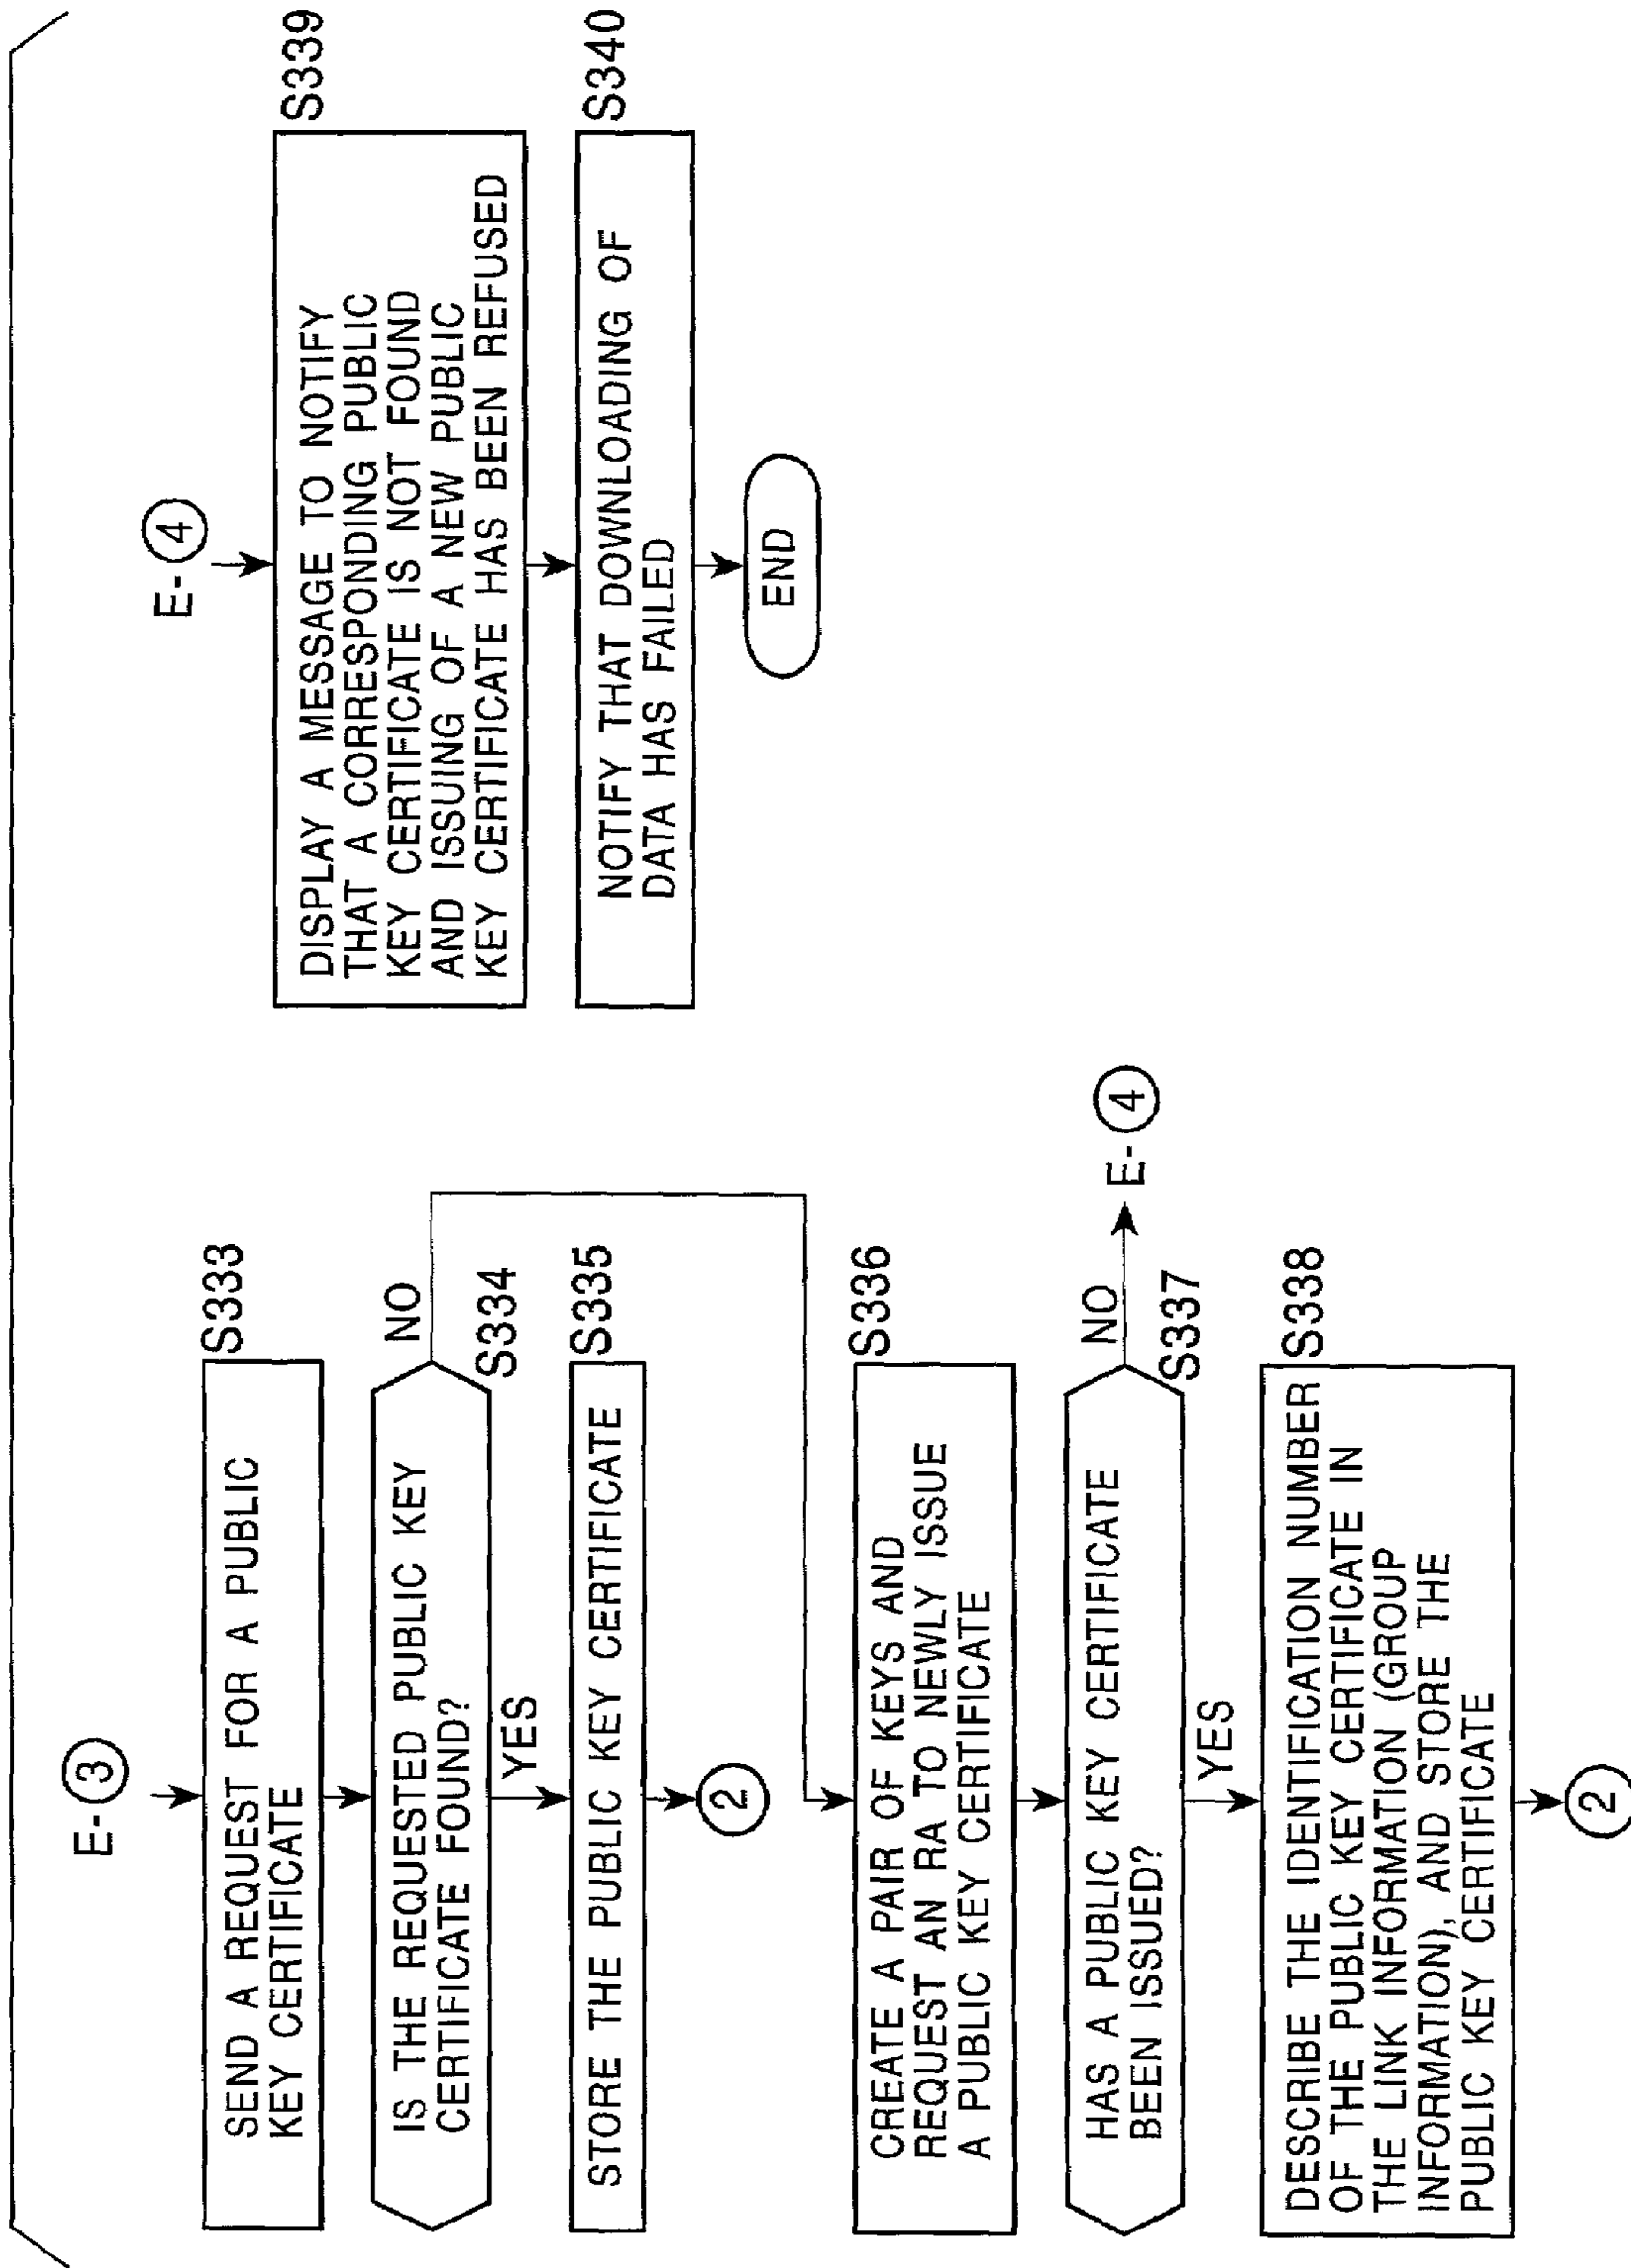 E-③
SEND A REQUEST FOR A PUBLIC
KEY CERTIFICATE
S333
IS THE REQUESTED PUBLIC KEY
CERTIFICATE FOUND?
NO
S334
YES
STORE THE PUBLIC KEY CERTIFICATE
S335
②
CREATE A PAIR OF KEYS AND
REQUEST AN RA TO NEWLY ISSUE
A PUBLIC KEY CERTIFICATE
S336
HAS A PUBLIC KEY CERTIFICATE
BEEN ISSUED?
NO
E-④
S337
YES
DESCRIBE THE IDENTIFICATION NUMBER
OF THE PUBLIC KEY CERTIFICATE IN
THE LINK INFORMATION (GROUP
INFORMATION), AND STORE THE
PUBLIC KEY CERTIFICATE
S338
②
E-④
DISPLAY A MESSAGE TO NOTIFY
THAT A CORRESPONDING PUBLIC
KEY CERTIFICATE IS NOT FOUND
AND ISSUING OF A NEW PUBLIC
KEY CERTIFICATE HAS BEEN REFUSED
S339
NOTIFY THAT DOWNLOADING OF
DATA HAS FAILED
S340
END